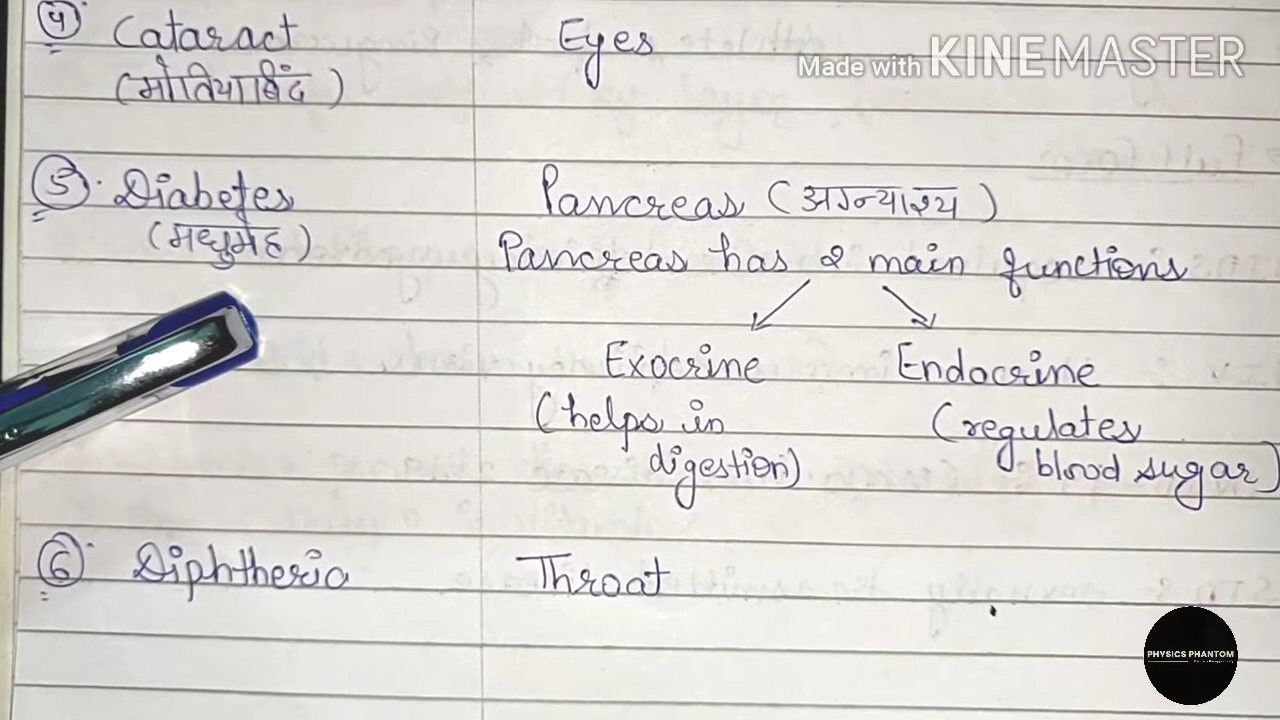 (4) Cataract Eyes
(मोतियाबिंद)
Made with KINEMASTER
(5). Diabetes Pancreas (अग्न्याश्य)
(मधुमेह) Pancreas has 2 main functions
Exocrine Endocrine
(helps in (regulates
digestion) blood sugar)
(6). Diphtheria Throat
PHYSICS PHANTOM